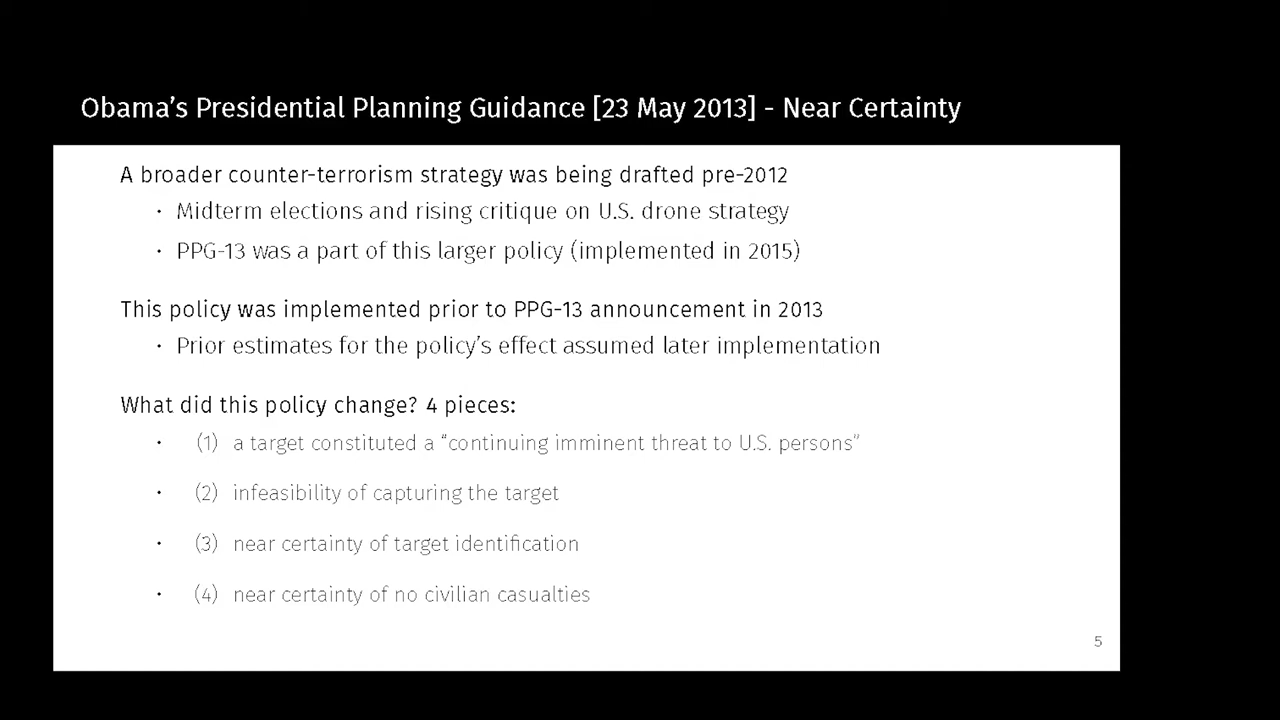 Obama’s Presidential Planning Guidance [23 May 2013] - Near Certainty
A broader counter-terrorism strategy was being drafted pre-2012
· Midterm elections and rising critique on U.S. drone strategy
· PPG-13 was a part of this larger policy (implemented in 2015)
This policy was implemented prior to PPG-13 announcement in 2013
· Prior estimates for the policy’s effect assumed later implementation
What did this policy change? 4 pieces:
· (1) a target constituted a “continuing imminent threat to U.S. persons”
· (2) infeasibility of capturing the target
· (3) near certainty of target identification
· (4) near certainty of no civilian casualties
5